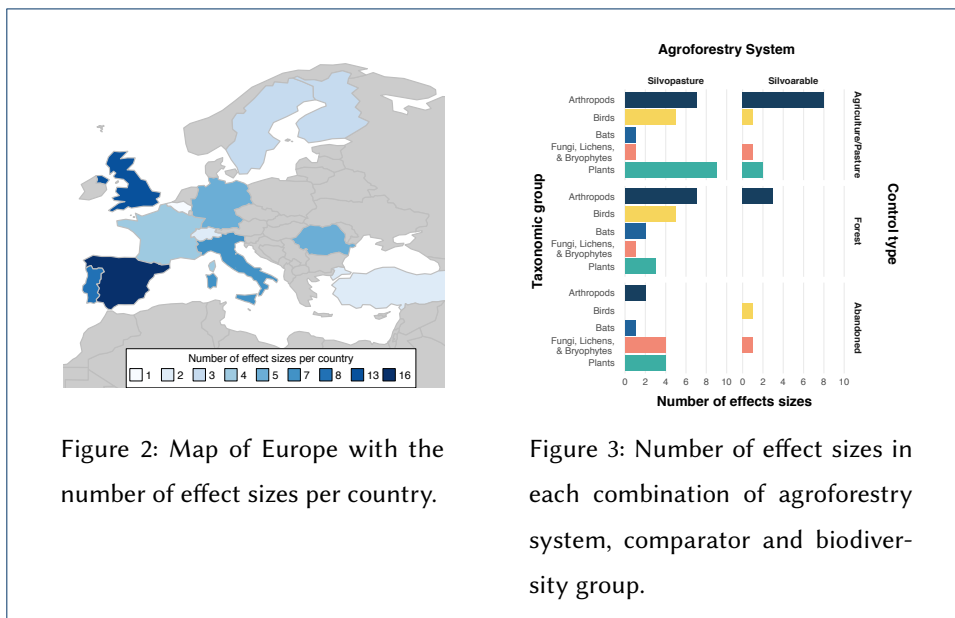 Number of effect sizes per country
1 2 3 4 5 7 8 13 16
Figure 2: Map of Europe with the
number of effect sizes per country.
Agroforestry System
Silvopasture Silvoarable
Taxonomic group
Arthropods
Birds
Bats
Fungi, Lichens,
& Bryophytes
Plants
Agriculture/Pasture
Arthropods
Birds
Bats
Fungi, Lichens,
& Bryophytes
Plants
Forest
Arthropods
Birds
Bats
Fungi, Lichens,
& Bryophytes
Plants
Abandoned
Control type
0 2 4 6 8 10 0 2 4 6 8 10
Number of effects sizes
Figure 3: Number of effect sizes in
each combination of agroforestry
system, comparator and biodiver-
sity group.